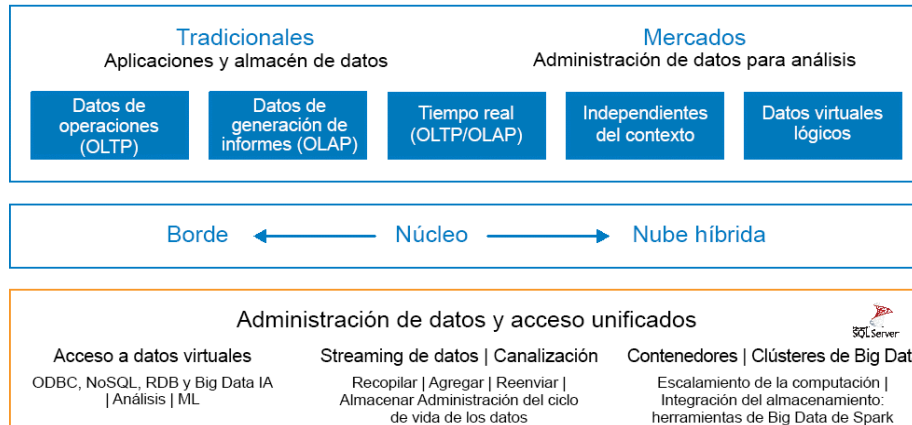 Tradicionales
Aplicaciones y almacén de datos
Mercados
Administración de datos para análisis
Datos de
operaciones
(OLTP)
Datos de
generación de
informes (OLAP)
Tiempo real
(OLTP/OLAP)
Independientes
del contexto
Datos virtuales
lógicos
Borde
Núcleo
Nube híbrida
Administración de datos y acceso unificados
SQL Server
Acceso a datos virtuales
ODBC, NoSQL, RDB y Big Data IA
| Análisis | ML
Streaming de datos | Canalización
Recopilar | Agregar | Reenviar |
Almacenar Administración del ciclo
de vida de los datos
Contenedores | Clústeres de Big Dat
Escalamiento de la computación |
Integración del almacenamiento:
herramientas de Big Data de Spark